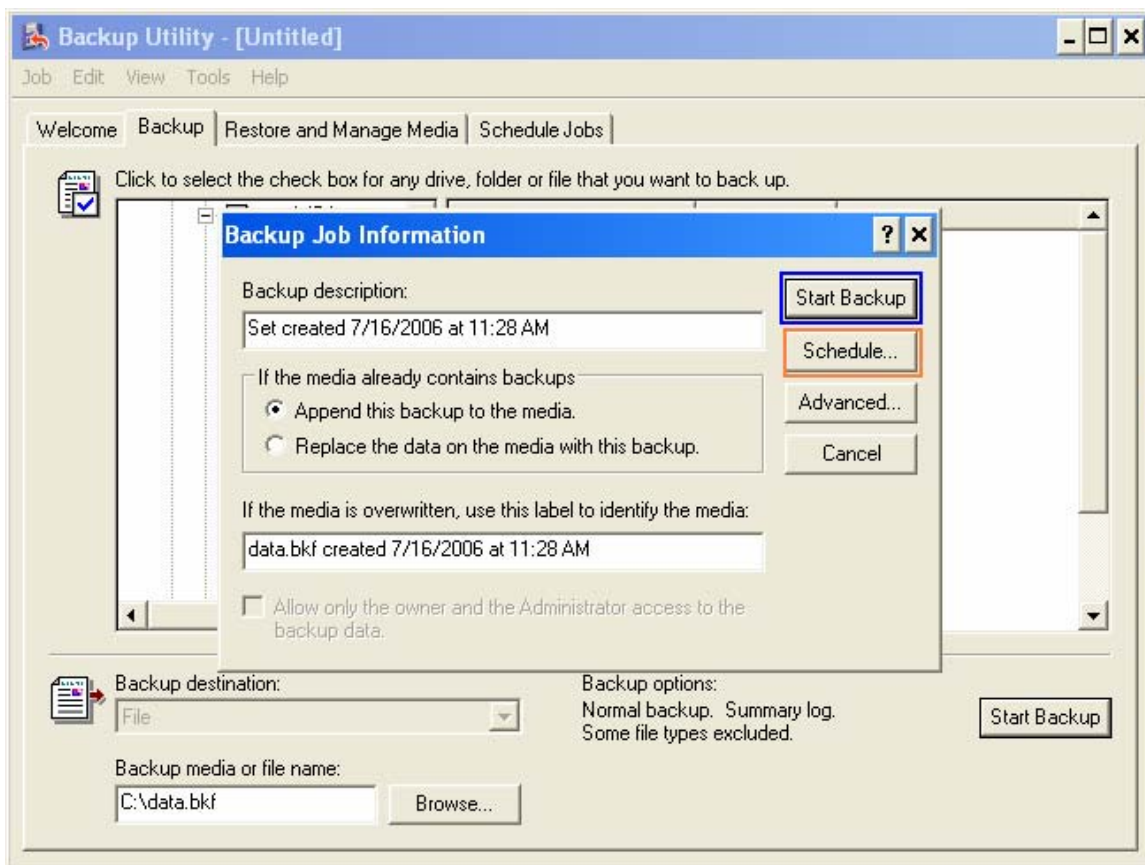 Backup Utility - [Untitled]
Job Edit View Tools Help
Welcome Backup Restore and Manage Media Schedule Jobs
Click to select the check box for any drive, folder or file that you want to back up.
Backup Job Information
Backup description:
Start Backup
Set created 7/16/2006 at 11:28 AM
Schedule...
If the media already contains backups
Append this backup to the media.
Advanced...
Replace the data on the media with this backup.
Cancel
If the media is overwritten, use this label to identify the media:
data.bkf created 7/16/2006 at 11:28 AM
Allow only the owner and the Administrator access to the
backup data.
Backup destination:
File
Backup options:
Normal backup. Summary log.
Some file types excluded.
Start Backup
Backup media or file name:
C:\data.bkf
Browse...